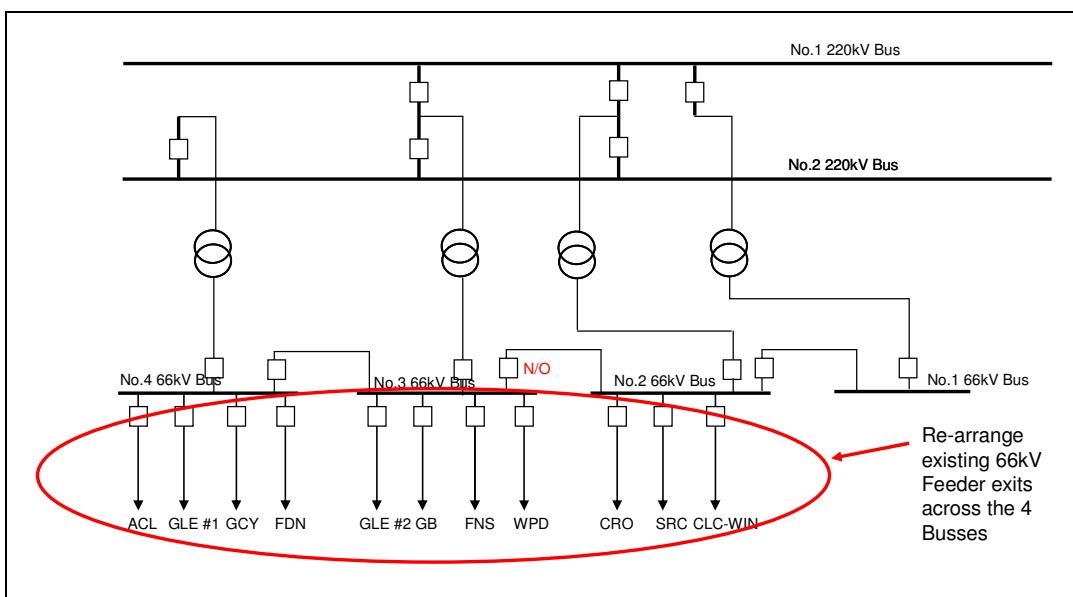 No.1 220kV Bus
No.2 220kV Bus
N/O
No.4 66kV Bus
No.3 66kV Bus
No.2 66kV Bus
No.1 66kV Bus
Re-arrange
existing 66kV
Feeder exits
across the 4
Busses
ACL GLE #1 GCY FDN GLE #2 GB FNS WPD CRO SRC CLC-WIN